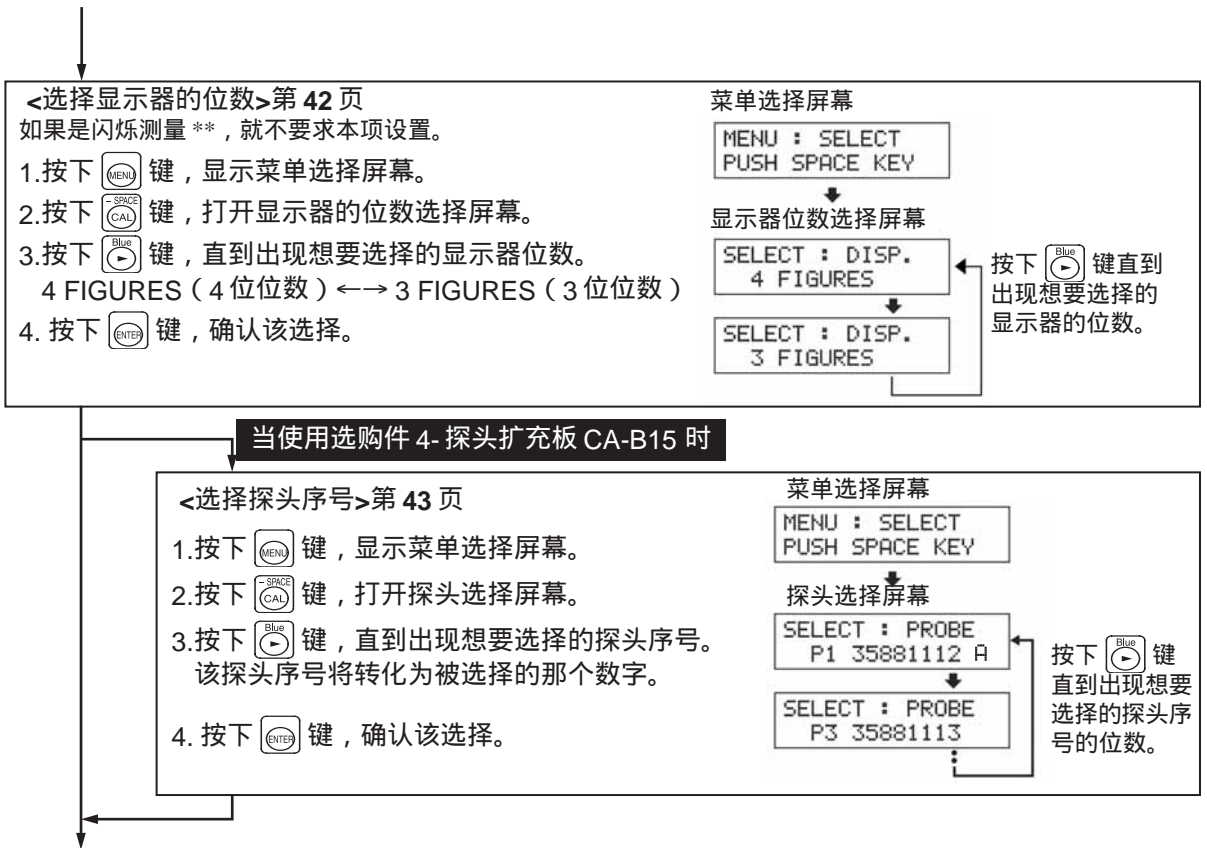 <选择显示器的位数>第 42 页
如果是闪烁测量 **，就不要求本项设置。
1.按下 MENU 键，显示菜单选择屏幕。
2.按下 - SPACE CAL 键，打开显示器的位数选择屏幕。
3.按下 Blue 键，直到出现想要选择的显示器位数。
4 FIGURES（4 位位数）←→ 3 FIGURES（3 位位数）
4. 按下 ENTER 键，确认该选择。
菜单选择屏幕
MENU : SELECT
PUSH SPACE KEY
显示器位数选择屏幕
SELECT : DISP.
4 FIGURES
SELECT : DISP.
3 FIGURES
按下 Blue 键直到
出现想要选择的
显示器的位数。
当使用选购件 4- 探头扩充板 CA-B15 时
<选择探头序号>第 43 页
1.按下 MENU 键，显示菜单选择屏幕。
2.按下 - SPACE CAL 键，打开探头选择屏幕。
3.按下 Blue 键，直到出现想要选择的探头序号。
该探头序号将转化为被选择的那个数字。
4. 按下 ENTER 键，确认该选择。
菜单选择屏幕
MENU : SELECT
PUSH SPACE KEY
探头选择屏幕
SELECT : PROBE
P1 35881112 A
SELECT : PROBE
P3 35881113
按下 Blue 键
直到出现想要
选择的探头序
号的位数。